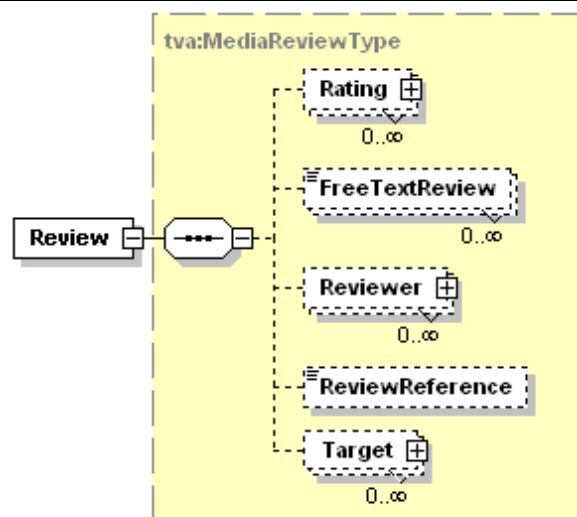 tva:MediaReviewType
Rating
0..∞
FreeTextReview
0..∞
Review
Reviewer
0..∞
ReviewReference
Target
0..∞